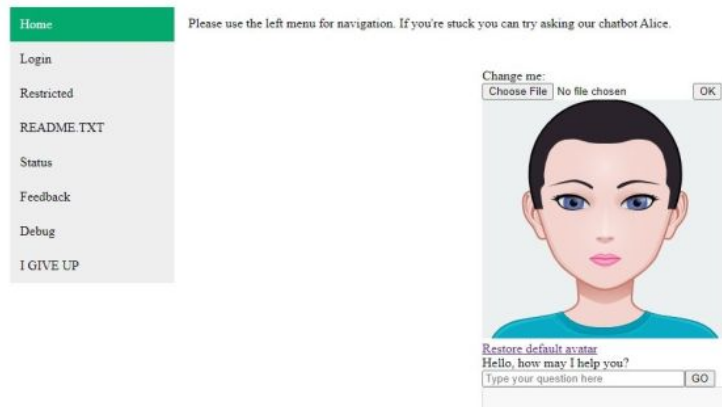 Home
Please use the left menu for navigation. If you're stuck you can try asking our chatbot Alice.
Login
Restricted
README.TXT
Status
Feedback
Debug
I GIVE UP
Change me:
Choose File No file chosen OK
Restore default avatar
Hello, how may I help you?
Type your question here GO